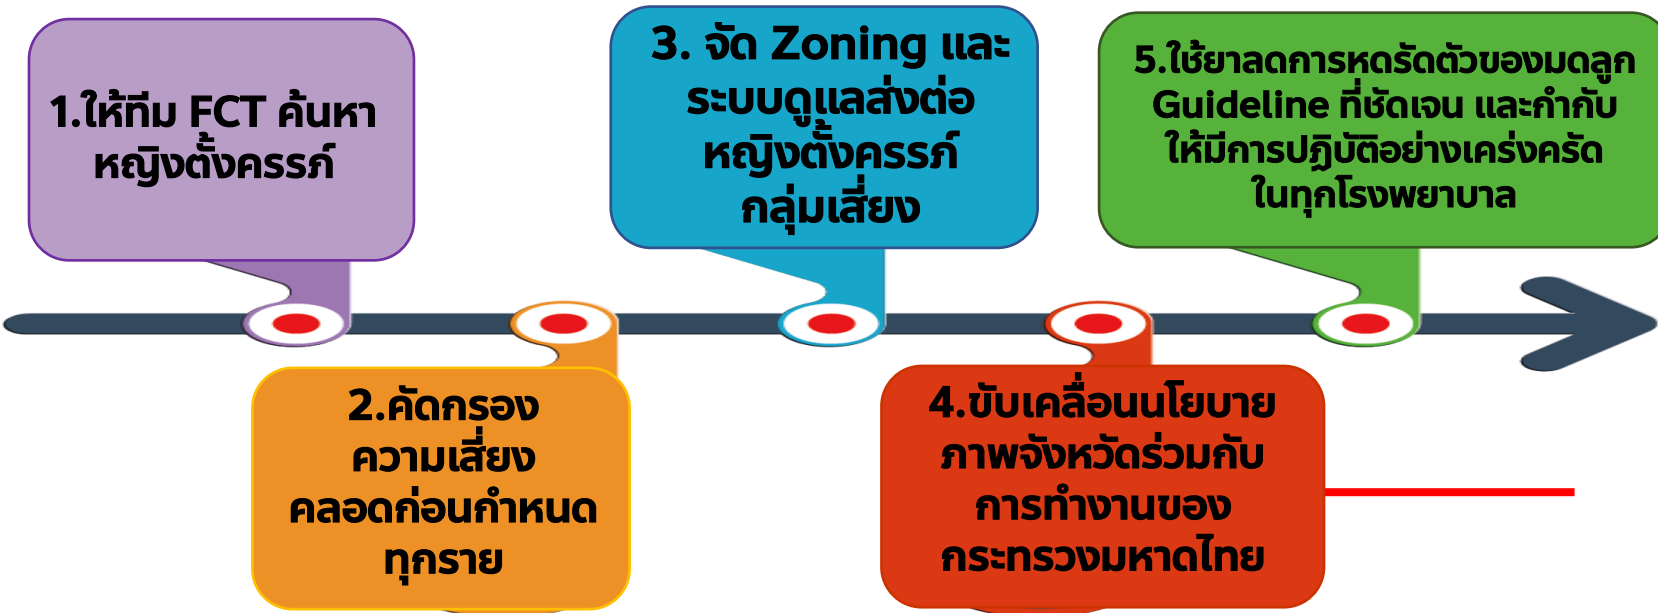 1.ให้ทีม FCT ค้นหา
หญิงตั้งครรภ์
2.คัดกรอง
ความเสี่ยง
คลอดก่อนกำหนด
ทุกราย
3. จัด Zoning และ
ระบบดูแลส่งต่อ
หญิงตั้งครรภ์
กลุ่มเสี่ยง
4.ขับเคลื่อนนโยบาย
ภาพจังหวัดร่วมกับ
การทำงานของ
กระทรวงมหาดไทย
5.ใช้ยาลดการหดรัดตัวของมดลูก
Guideline ที่ชัดเจน และกำกับ
ให้มีการปฏิบัติอย่างเคร่งครัด
ในทุกโรงพยาบาล